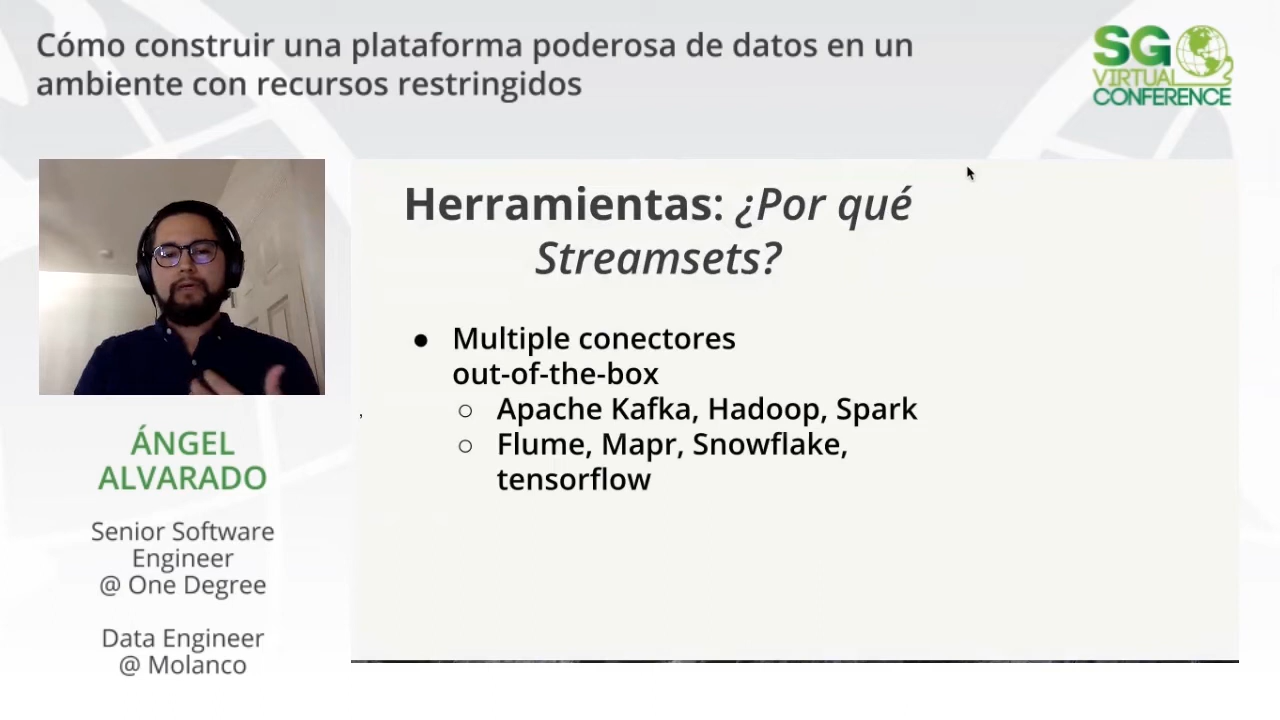 Cómo construir una plataforma poderosa de datos en un
ambiente con recursos restringidos
SG
VIRTUAL
CONFERENCE
Herramientas: ¿Por qué
Streamsets?
● Multiple conectores
out-of-the-box
○ Apache Kafka, Hadoop, Spark
○ Flume, Mapr, Snowflake,
tensorflow
,
ÁNGEL
ALVARADO
Senior Software
Engineer
@ One Degree
Data Engineer
@ Molanco